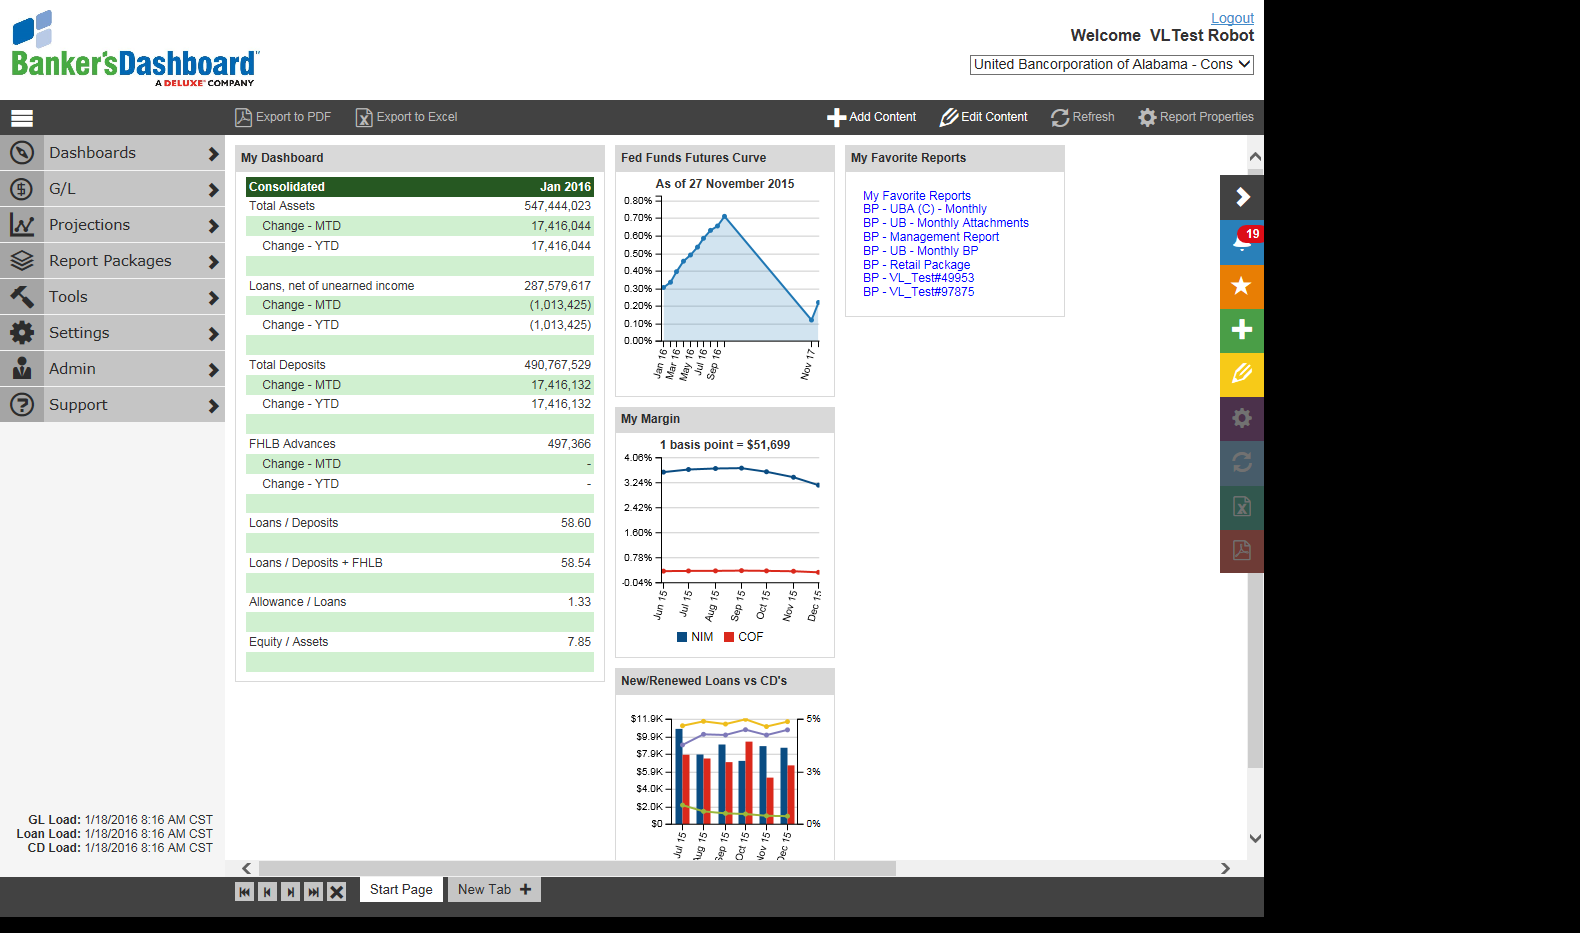 Logout
Welcome VLTest Robot
United Bancorporation of Alabama - Cons
Banker'sDashboard
A DELUXE COMPANY
Export to PDF
Export to Excel
Add Content
Edit Content
Refresh
Report Properties
Dashboards
G/L
Projections
Report Packages
Tools
Settings
Admin
Support
GL Load: 1/18/2016 8:16 AM CST
Loan Load: 1/18/2016 8:16 AM CST
CD Load: 1/18/2016 8:16 AM CST
My Dashboard
Consolidated Jan 2016
Total Assets 547,444,023
Change - MTD 17,416,044
Change - YTD 17,416,044
Loans, net of unearned income 287,579,617
Change - MTD (1,013,425)
Change - YTD (1,013,425)
Total Deposits 490,767,529
Change - MTD 17,416,132
Change - YTD 17,416,132
FHLB Advances 497,366
Change - MTD -
Change - YTD -
Loans / Deposits 58.60
Loans / Deposits + FHLB 58.54
Allowance / Loans 1.33
Equity / Assets 7.85
Fed Funds Futures Curve
As of 27 November 2015
0.80%
0.70%
0.60%
0.50%
0.40%
0.30%
0.20%
0.10%
0.00%
Jan 16
Mar 16
May 16
Jul 16
Sep 16
Nov 17
My Margin
1 basis point = $51,699
4.06%
3.24%
2.42%
1.60%
0.78%
-0.04%
Jun 15
Jul 15
Aug 15
Sep 15
Oct 15
Nov 15
Dec 15
NIM COF
New/Renewed Loans vs CD's
$11.9K
$9.9K
$7.9K
$5.9K
$4.0K
$2.0K
$0
5%
3%
0%
Jul 15
Aug 15
Sep 15
Oct 15
Nov 15
Dec 15
My Favorite Reports
My Favorite Reports
BP - UBA (C) - Monthly
BP - UB - Monthly Attachments
BP - Management Report
BP - UB - Monthly BP
BP - Retail Package
BP - VL_Test#49953
BP - VL_Test#97875
19
Start Page
New Tab